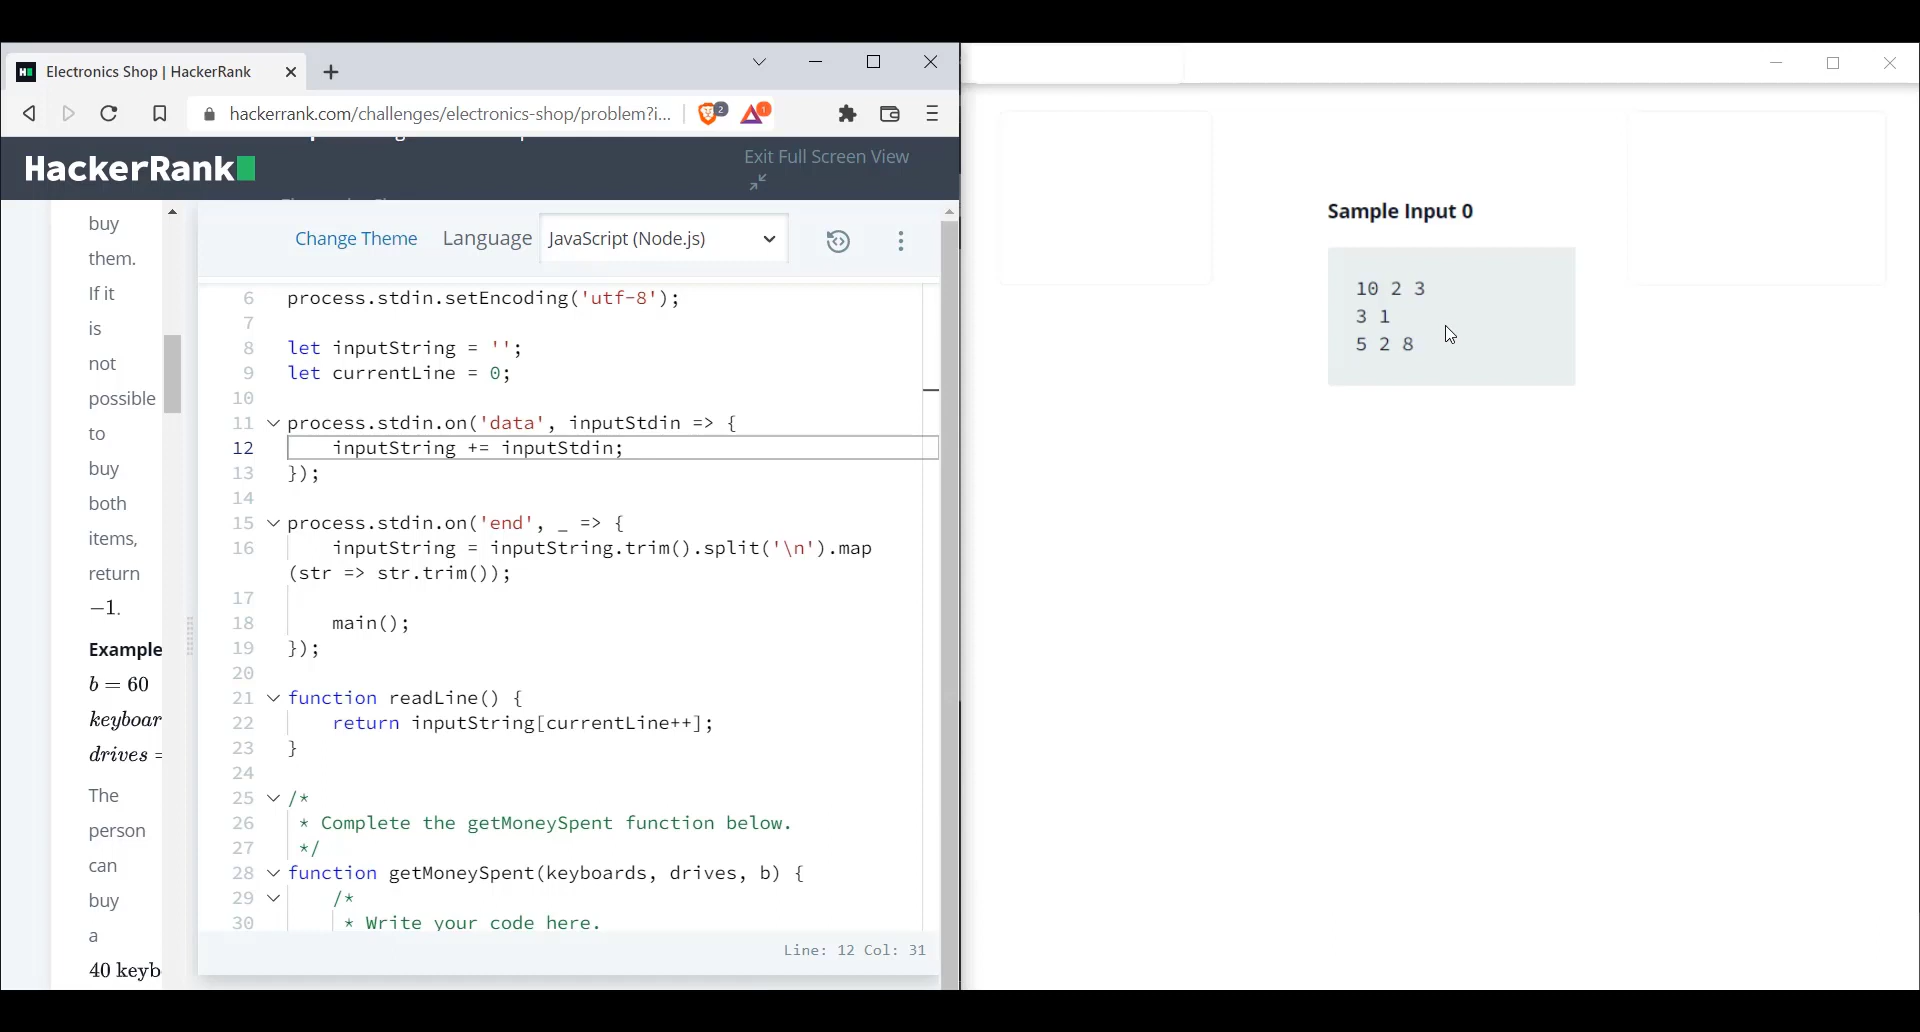 Electronics Shop | HackerRank
hackerrank.com/challenges/electronics-shop/problem?i...
2
1
HackerRank
Exit Full Screen View
buy
them.
If it
is
not
possible
to
buy
both
items,
return
−1.
Example
b = 60
keyboar
drives =
The
person
can
buy
a
40 keyb
Change Theme
Language
JavaScript (Node.js)
6 process.stdin.setEncoding('utf-8');
7
8 let inputString = '';
9 let currentLine = 0;
10
11 process.stdin.on('data', inputStdin => {
12 inputString += inputStdin;
13 });
14
15 process.stdin.on('end', _ => {
16 inputString = inputString.trim().split('\n').map
(str => str.trim());
17
18 main();
19 });
20
21 function readLine() {
22 return inputString[currentLine++];
23 }
24
25 /*
26 * Complete the getMoneySpent function below.
27 */
28 function getMoneySpent(keyboards, drives, b) {
29 /*
30 * Write your code here.
Line: 12 Col: 31
Sample Input 0
10 2 3
3 1
5 2 8